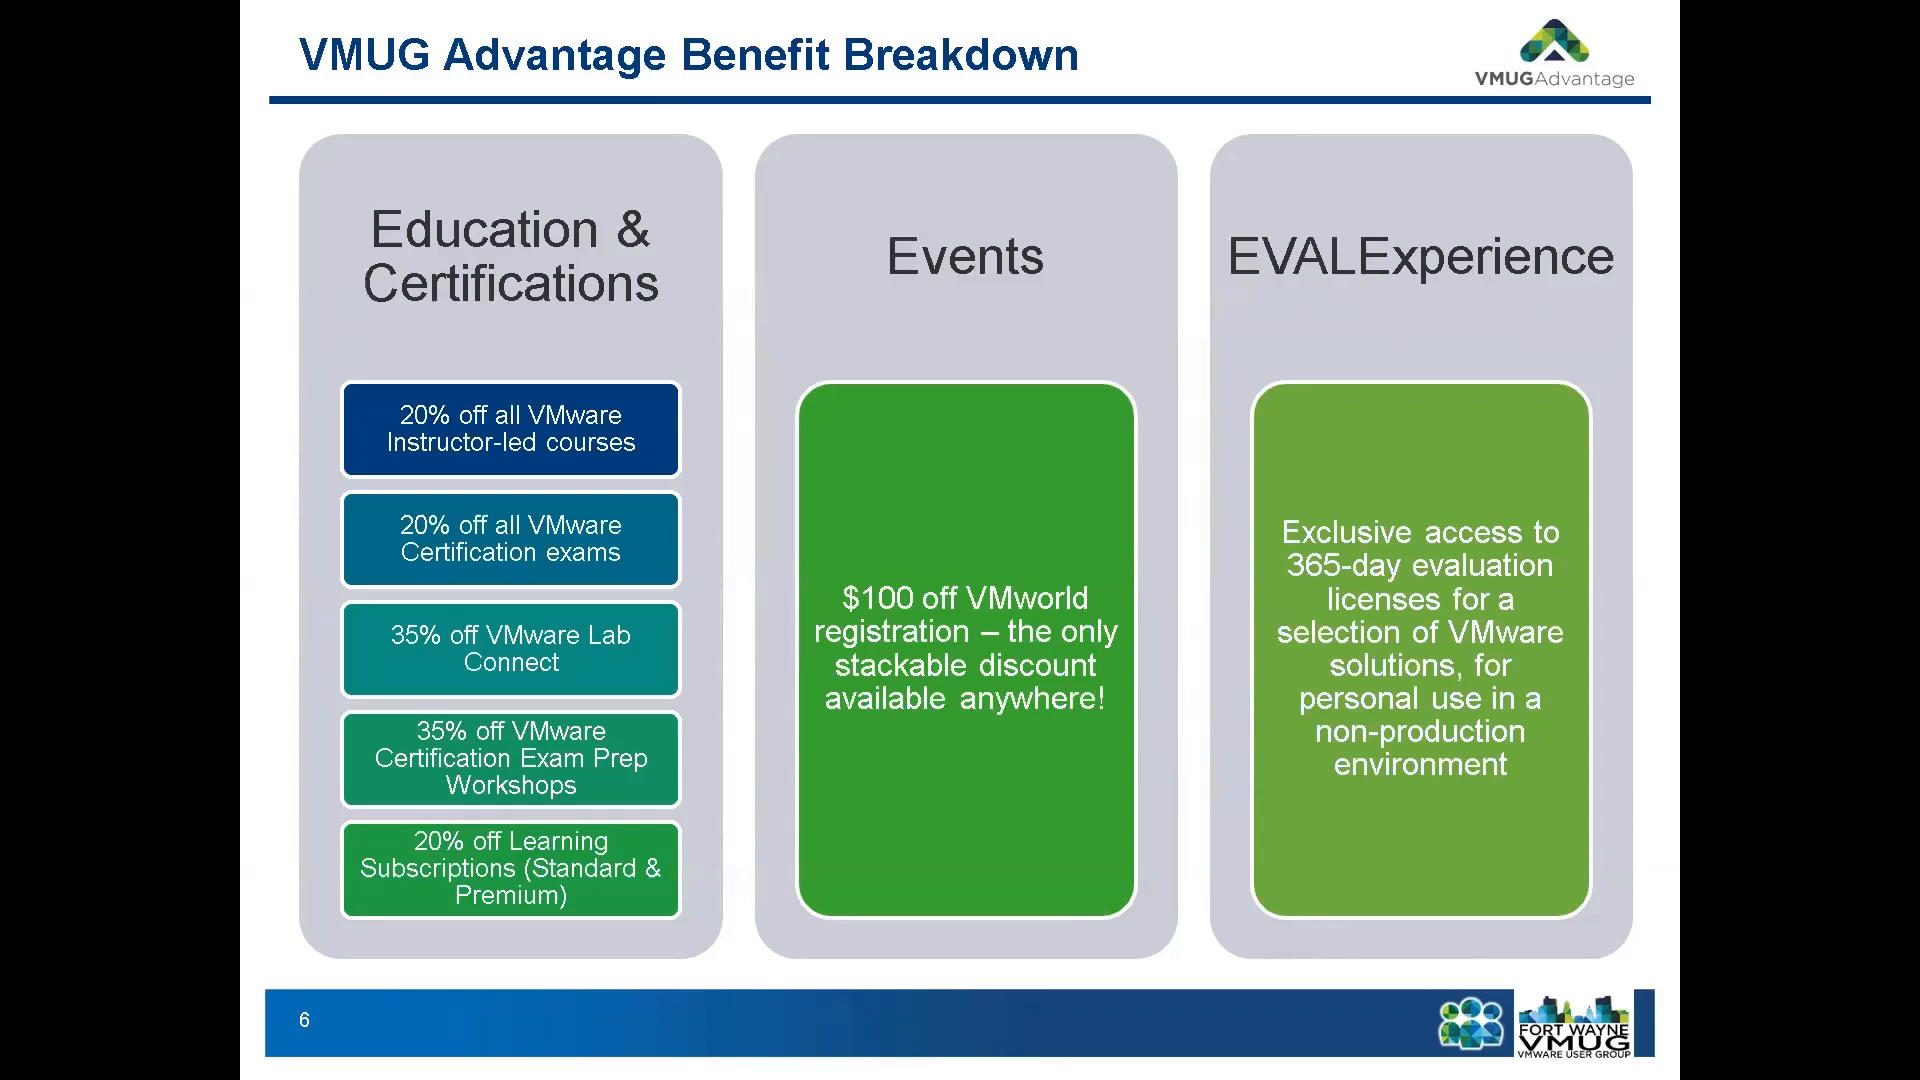 VMUG Advantage Benefit Breakdown
VMUGAdvantage
Education &
Certifications
20% off all VMware
Instructor-led courses
20% off all VMware
Certification exams
35% off VMware Lab
Connect
35% off VMware
Certification Exam Prep
Workshops
20% off Learning
Subscriptions (Standard &
Premium)
Events
$100 off VMworld
registration – the only
stackable discount
available anywhere!
EVALExperience
Exclusive access to
365-day evaluation
licenses for a
selection of VMware
solutions, for
personal use in a
non-production
environment
6
FORT WAYNE
VMUG
VMWARE USER GROUP